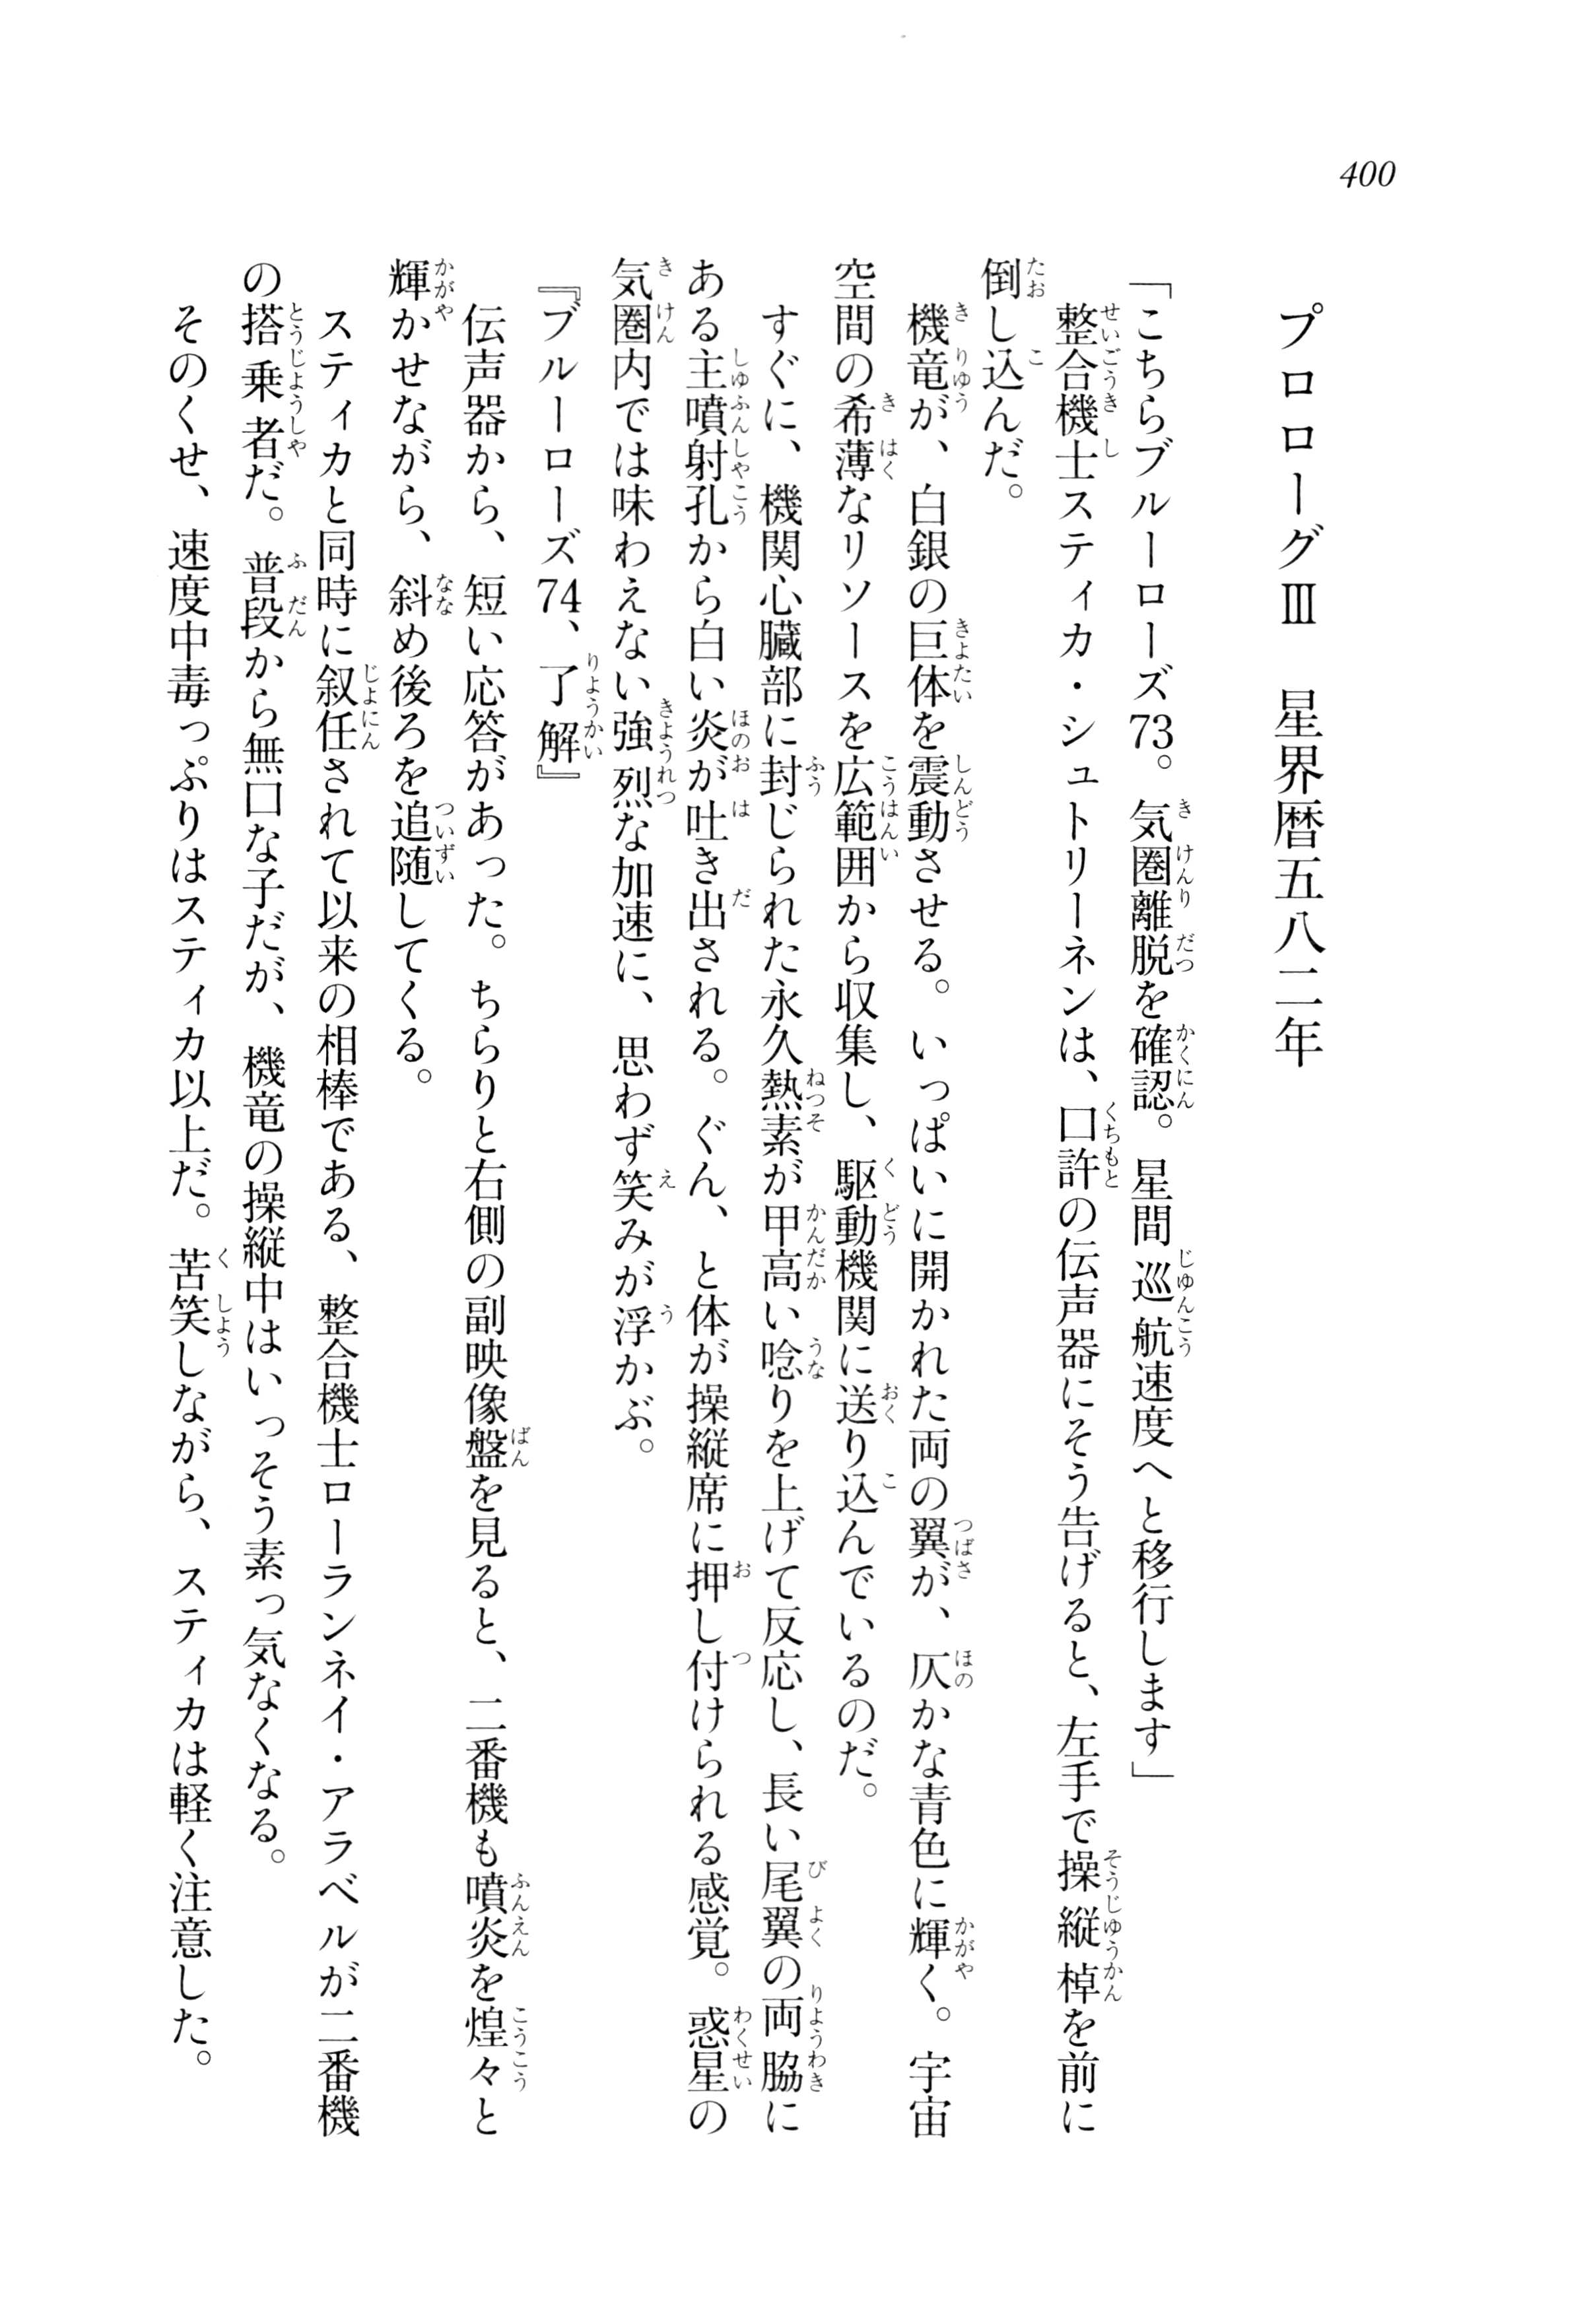 400
プロローグⅢ　星界暦五八二年
「こちらブルーローズ73。気圏離脱を確認。星間巡航速度へと移行します」
整合機士スティカ・シュトリーネンは、口許の伝声器にそう告げると、左手で操縦桿を前に
倒し込んだ。
機竜が、白銀の巨体を震動させる。いっぱいに開かれた両の翼が、仄かな青色に輝く。宇宙
空間の希薄なリソースを広範囲から収集し、駆動機関に送り込んでいるのだ。
すぐに、機関心臓部に封じられた永久熱素が甲高い唸りを上げて反応し、長い尾翼の両脇に
ある主噴射孔から白い炎が吐き出される。ぐん、と体が操縦席に押し付けられる感覚。惑星の
気圏内では味わえない強烈な加速に、思わず笑みが浮かぶ。
『ブルーローズ74、了解』
伝声器から、短い応答があった。ちらりと右側の副映像盤を見ると、二番機も噴炎を煌々と
輝かせながら、斜め後ろを追随してくる。
スティカと同時に叙任されて以来の相棒である、整合機士ローランネイ・アラベルが二番機
の搭乗者だ。普段から無口な子だが、機竜の操縦中はいっそう素っ気なくなる。
そのくせ、速度中毒っぷりはスティカ以上だ。苦笑しながら、スティカは軽く注意した。